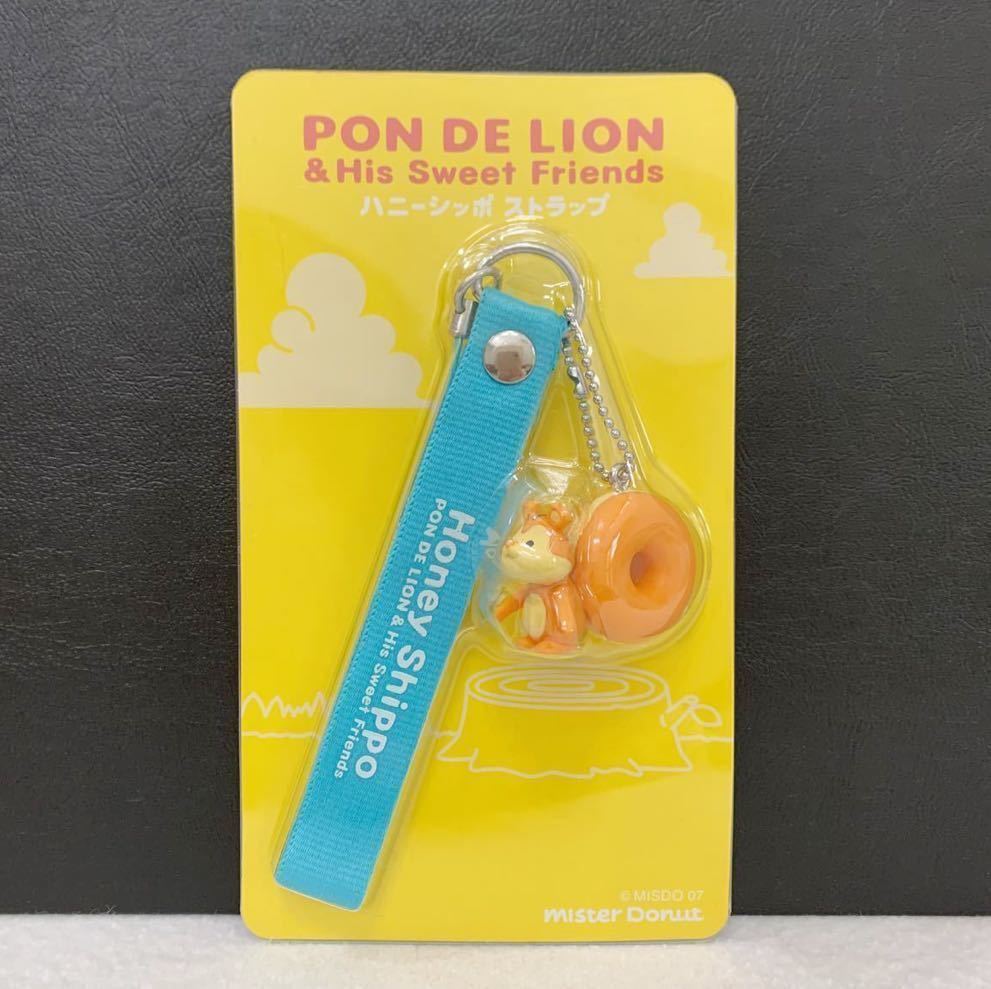 PON DE LION
& His Sweet Friends
ハニーシッポ ストラップ
Honey Shippo
PON DE LION & His Sweet Friends
© MISDO 07
mister Donut